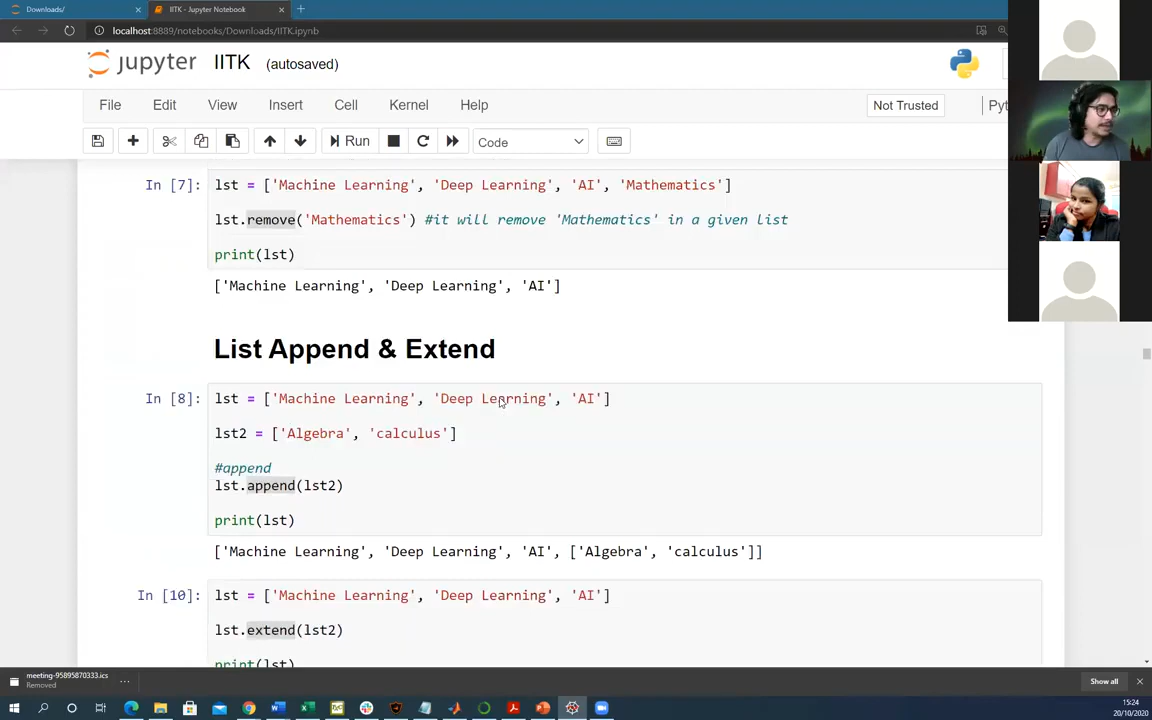 Downloads/
IITK - Jupyter Notebook
localhost:8889/notebooks/Downloads/IITK.ipynb
jupyter IITK (autosaved)
File Edit View Insert Cell Kernel Help
Not Trusted
Pyt
Run
Code
In [7]: lst = ['Machine Learning', 'Deep Learning', 'AI', 'Mathematics']
lst.remove('Mathematics') #it will remove 'Mathematics' in a given list
print(lst)
['Machine Learning', 'Deep Learning', 'AI']
List Append & Extend
In [8]: lst = ['Machine Learning', 'Deep Learning', 'AI']
lst2 = ['Algebra', 'calculus']
#append
lst.append(lst2)
print(lst)
['Machine Learning', 'Deep Learning', 'AI', ['Algebra', 'calculus']]
In [10]: lst = ['Machine Learning', 'Deep Learning', 'AI']
lst.extend(lst2)
print(lst)
meeting-95895870333.ics
Removed
Show all
15:24
20/10/2020